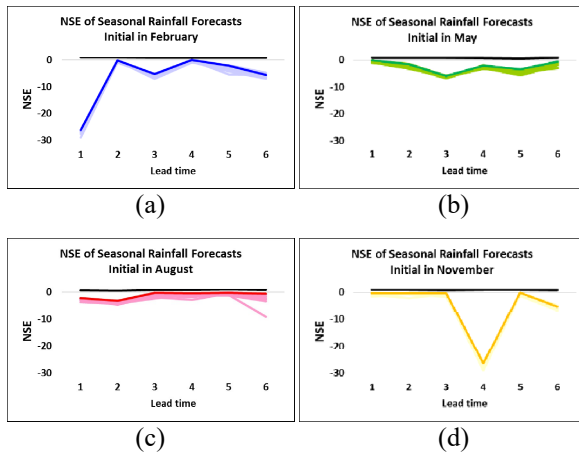 NSE of Seasonal Rainfall Forecasts
Initial in February
0
-10
-20
-30
NSE
1 2 3 4 5 6
Lead time
(a)
NSE of Seasonal Rainfall Forecasts
Initial in May
0
-10
-20
-30
NSE
1 2 3 4 5 6
Lead time
(b)
NSE of Seasonal Rainfall Forecasts
Initial in August
0
-10
-20
-30
NSE
1 2 3 4 5 6
Lead time
(c)
NSE of Seasonal Rainfall Forecasts
Initial in November
0
-10
-20
-30
NSE
1 2 3 4 5 6
Lead time
(d)